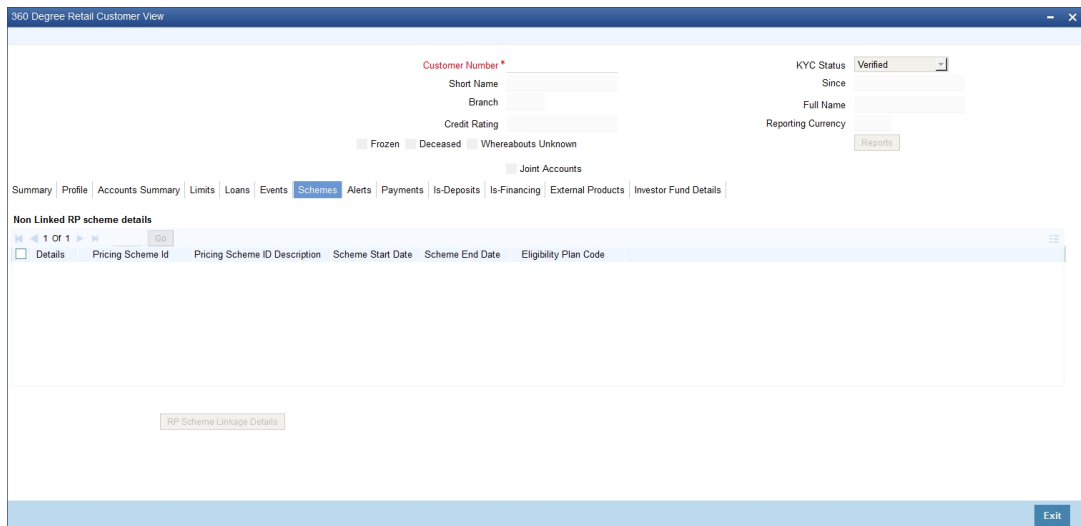 360 Degree Retail Customer View
Customer Number *
KYC Status Verified
Short Name
Since
Branch
Full Name
Credit Rating
Reporting Currency
Frozen Deceased Whereabouts Unknown
Reports
Joint Accounts
Summary Profile Accounts Summary Limits Loans Events Schemes Alerts Payments Is-Deposits Is-Financing External Products Investor Fund Details
Non Linked RP scheme details
1 Of 1 Go
Details Pricing Scheme Id Pricing Scheme ID Description Scheme Start Date Scheme End Date Eligibility Plan Code
RP Scheme Linkage Details
Exit